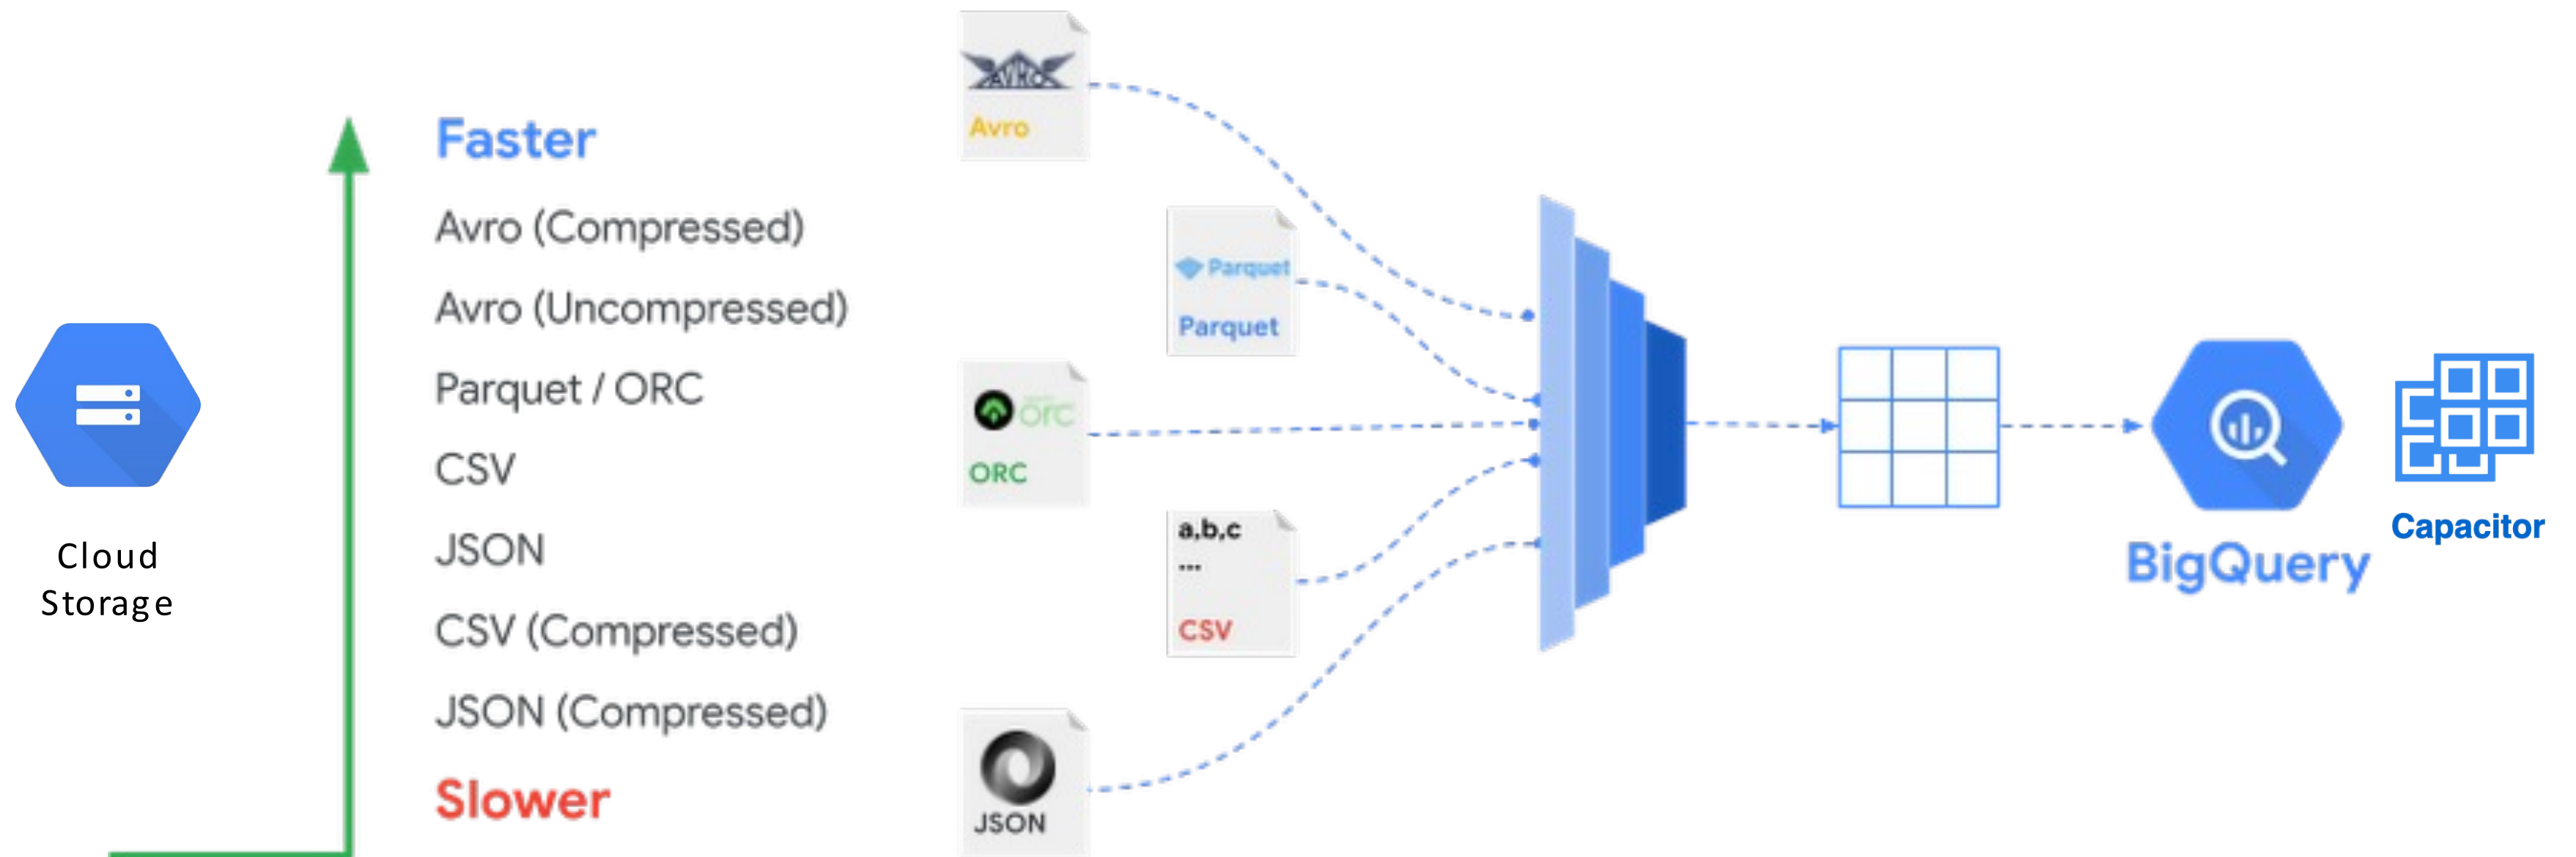 Cloud
Storage
Faster
Avro (Compressed)
Avro (Uncompressed)
Parquet / ORC
CSV
JSON
CSV (Compressed)
JSON (Compressed)
Slower
AVRO
Avro
Parquet
Parquet
orc
ORC
a,b,c
...
CSV
JSON
BigQuery
Capacitor